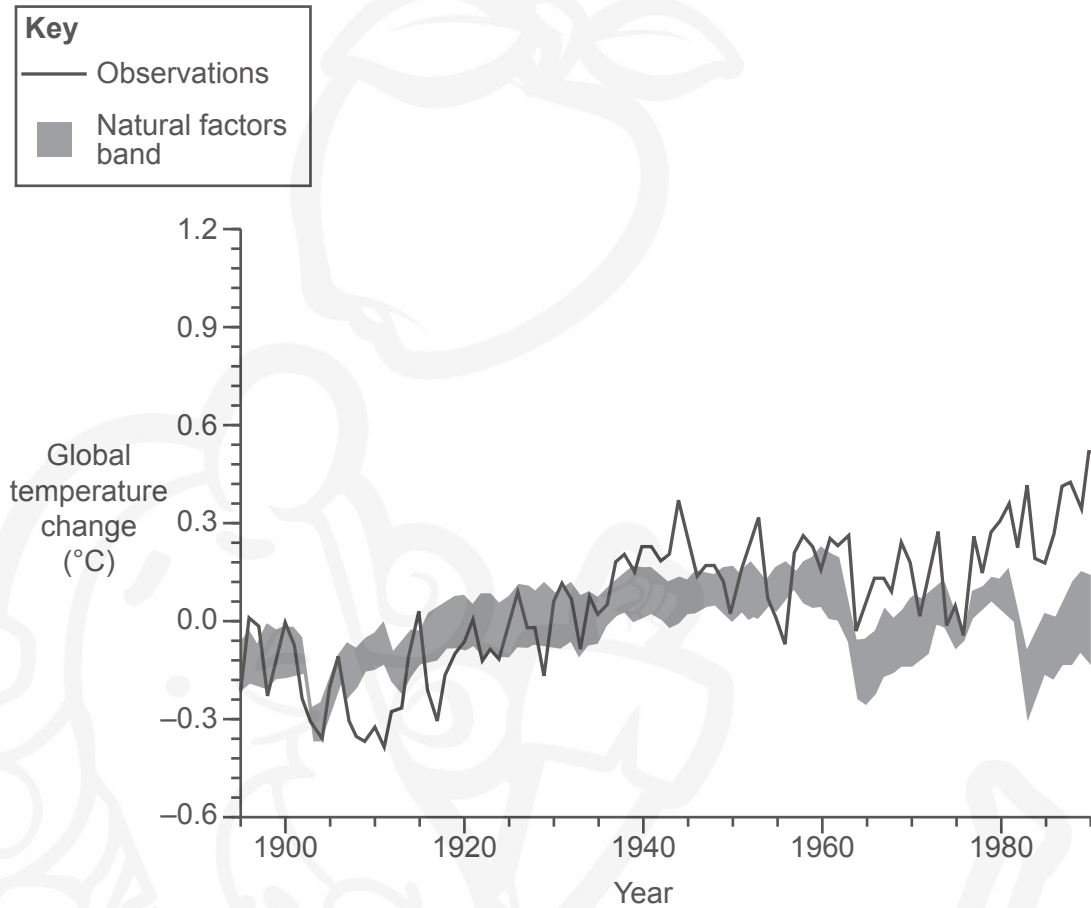 Key
Observations
Natural factors
band
1.2
0.9
0.6
0.3
0.0
–0.3
–0.6
Global
temperature
change
(°C)
1900 1920 1940 1960 1980
Year